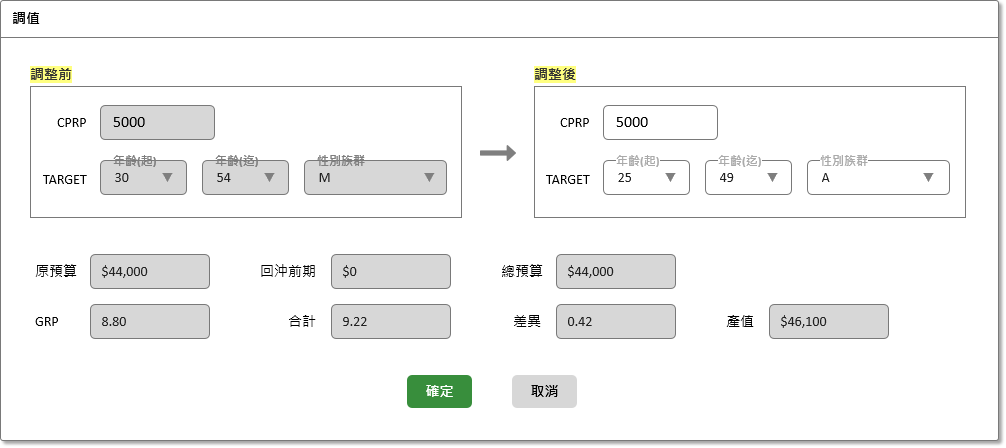 調值
調整前 調整後
CPRP 5000 CPRP 5000
年齡(起) 年齡(迄) 性別族群 年齡(起) 年齡(迄) 性別族群
TARGET 30 54 M TARGET 25 49 A
原預算 $44,000 回沖前期 $0 總預算 $44,000
GRP 8.80 合計 9.22 差異 0.42 產值 $46,100
確定 取消